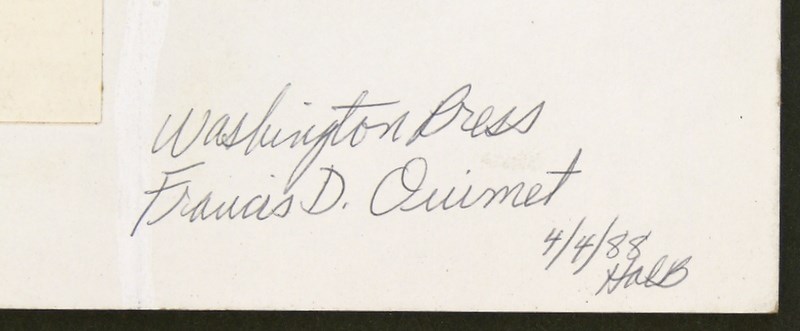 Washington Press
Francis D. Ouimet
4/4/88
HalB